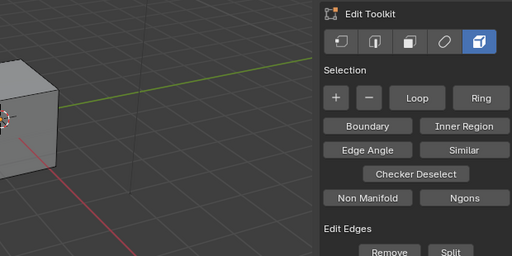 Edit Toolkit
Selection
+ − Loop Ring
Boundary Inner Region
Edge Angle Similar
Checker Deselect
Non Manifold Ngons
Edit Edges
Remove Split